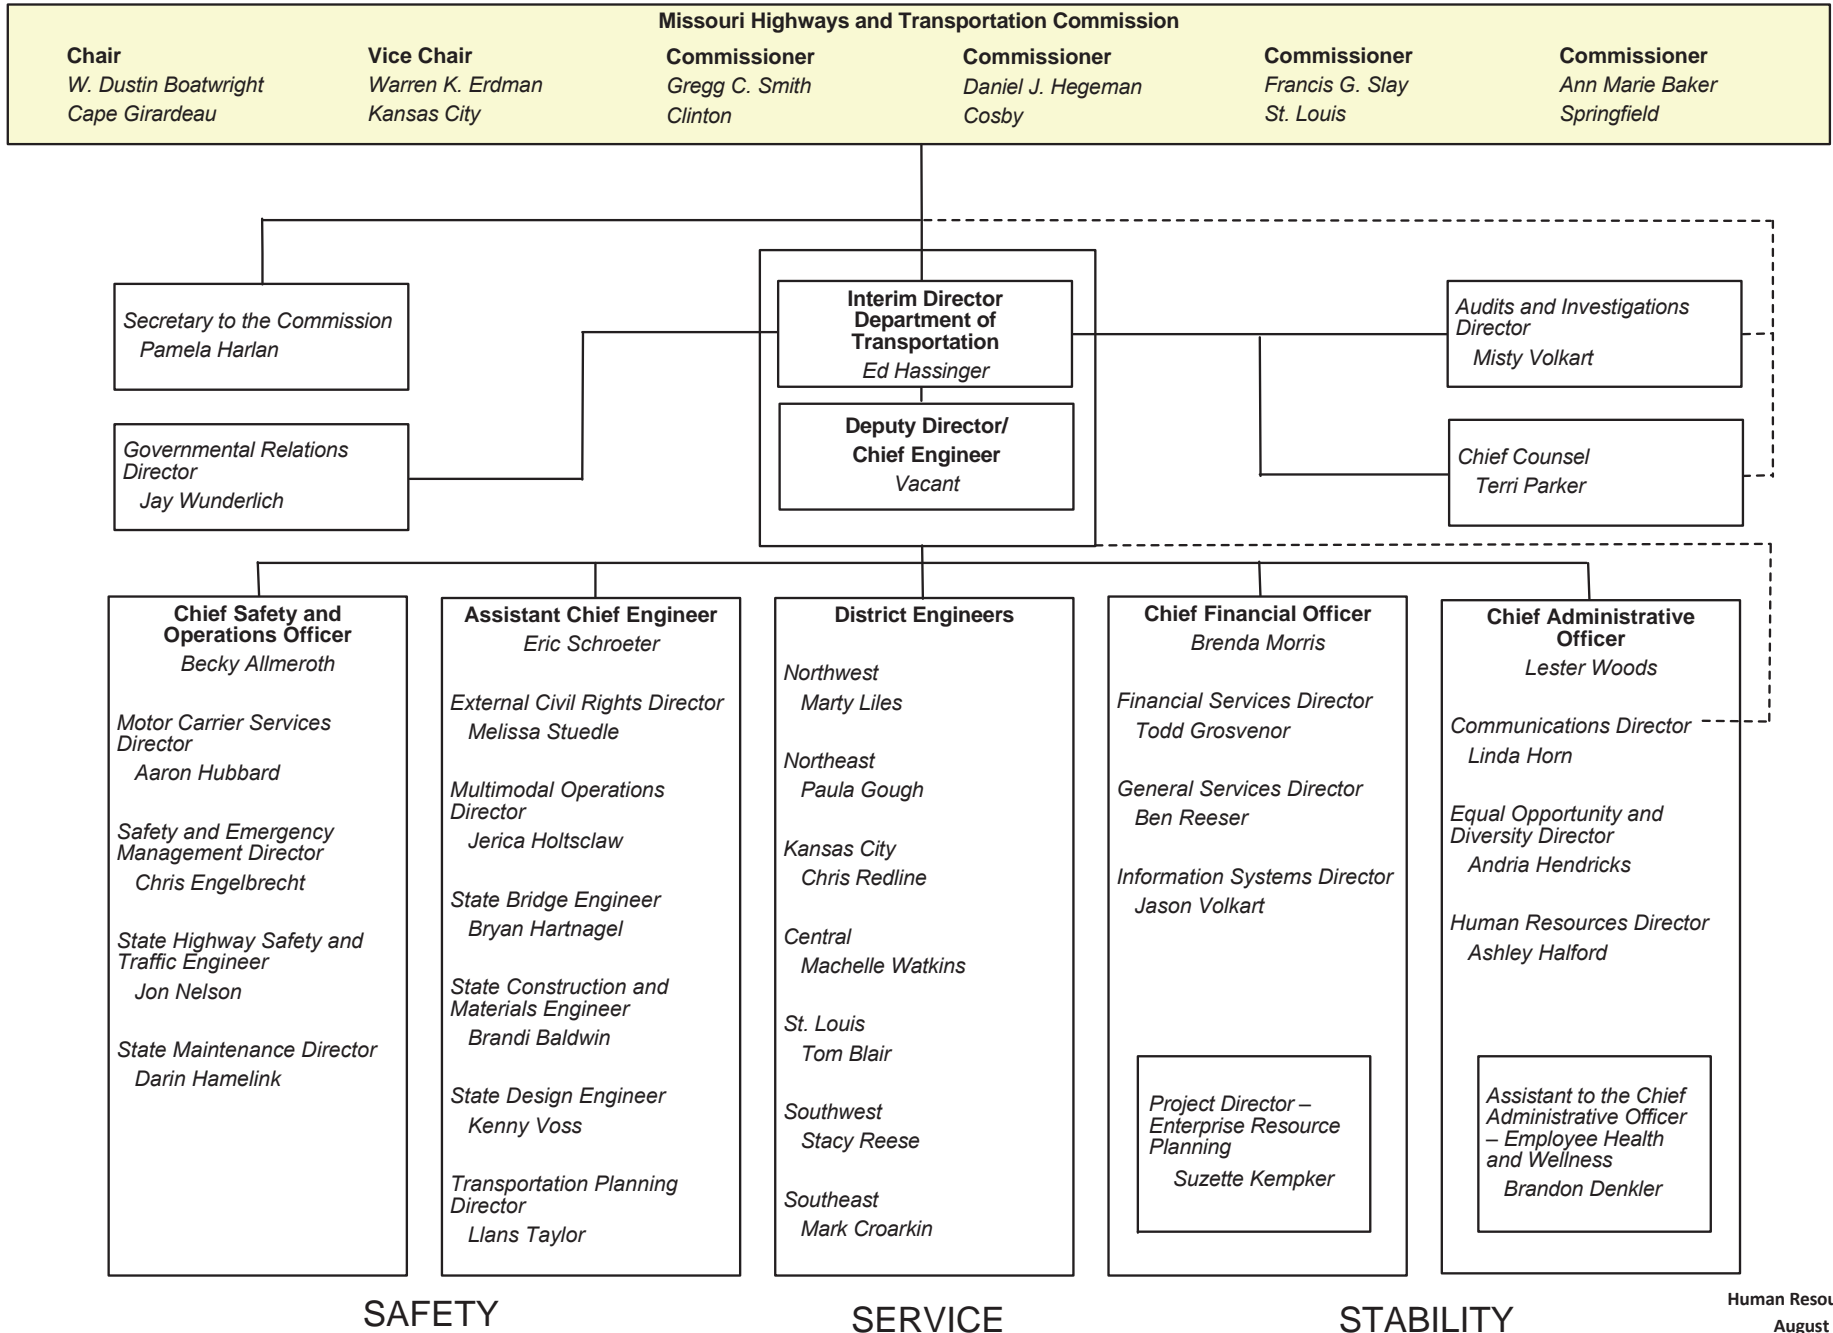 Missouri Highways and Transportation Commission
Chair
W. Dustin Boatwright
Cape Girardeau
Vice Chair
Warren K. Erdman
Kansas City
Commissioner
Gregg C. Smith
Clinton
Commissioner
Daniel J. Hegeman
Cosby
Commissioner
Francis G. Slay
St. Louis
Commissioner
Ann Marie Baker
Springfield
Secretary to the Commission
Pamela Harlan
Interim Director
Department of
Transportation
Ed Hassinger
Audits and Investigations
Director
Misty Volkart
Governmental Relations
Director
Jay Wunderlich
Deputy Director/
Chief Engineer
Vacant
Chief Counsel
Terri Parker
Chief Safety and
Operations Officer
Becky Allmeroth
Motor Carrier Services
Director
Aaron Hubbard
Safety and Emergency
Management Director
Chris Engelbrecht
State Highway Safety and
Traffic Engineer
Jon Nelson
State Maintenance Director
Darin Hamelink
Assistant Chief Engineer
Eric Schroeter
External Civil Rights Director
Melissa Stuedle
Multimodal Operations
Director
Jerica Holtsclaw
State Bridge Engineer
Bryan Hartnagel
State Construction and
Materials Engineer
Brandi Baldwin
State Design Engineer
Kenny Voss
Transportation Planning
Director
Llans Taylor
District Engineers
Northwest
Marty Liles
Northeast
Paula Gough
Kansas City
Chris Redline
Central
Machelle Watkins
St. Louis
Tom Blair
Southwest
Stacy Reese
Southeast
Mark Croarkin
Chief Financial Officer
Brenda Morris
Financial Services Director
Todd Grosvenor
General Services Director
Ben Reeser
Information Systems Director
Jason Volkart
Project Director –
Enterprise Resource
Planning
Suzette Kempker
Chief Administrative
Officer
Lester Woods
Communications Director
Linda Horn
Equal Opportunity and
Diversity Director
Andria Hendricks
Human Resources Director
Ashley Halford
Assistant to the Chief
Administrative Officer
– Employee Health
and Wellness
Brandon Denkler
SAFETY
SERVICE
STABILITY
Human Resou
August